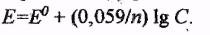 E=E⁰ + (0,059/n) lg C.